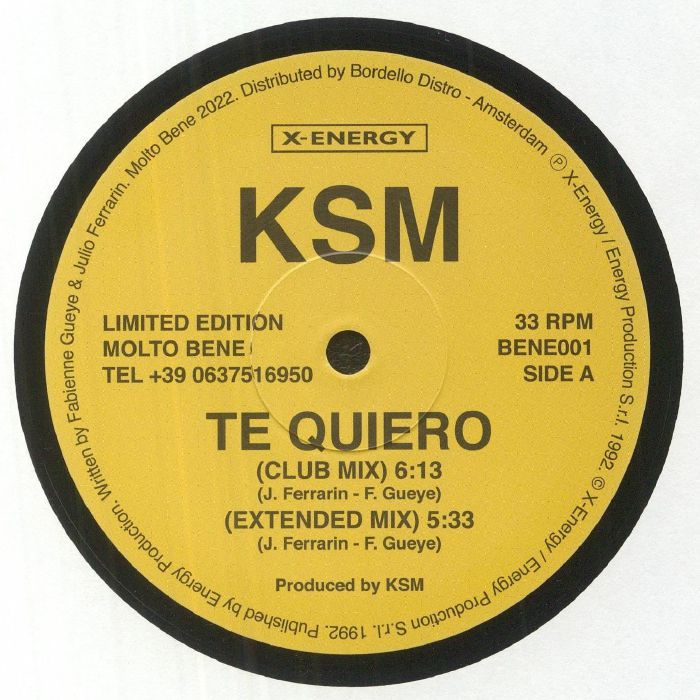 Written by Fabienne Gueye & Julio Ferrarin. Molto Bene 2022. Distributed by Bordello Distro - Amsterdam ℗ X-Energy / Energy Production S.r.l. 1992. © X-Energy / Energy Production S.r.l. 1992. Published by Energy Production.
X-ENERGY
KSM
LIMITED EDITION
MOLTO BENE
TEL +39 0637516950
33 RPM
BENE001
SIDE A
TE QUIERO
(CLUB MIX) 6:13
(J. Ferrarin - F. Gueye)
(EXTENDED MIX) 5:33
(J. Ferrarin - F. Gueye)
Produced by KSM